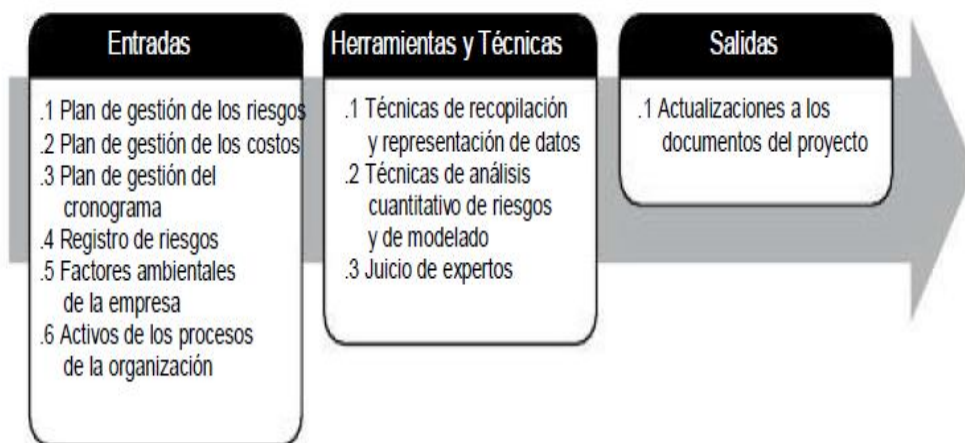 Entradas
.1 Plan de gestión de los riesgos
.2 Plan de gestión de los costos
.3 Plan de gestión del
cronograma
.4 Registro de riesgos
.5 Factores ambientales
de la empresa
.6 Activos de los procesos
de la organización
Herramientas y Técnicas
.1 Técnicas de recopilación
y representación de datos
.2 Técnicas de análisis
cuantitativo de riesgos
y de modelado
.3 Juicio de expertos
Salidas
.1 Actualizaciones a los
documentos del proyecto